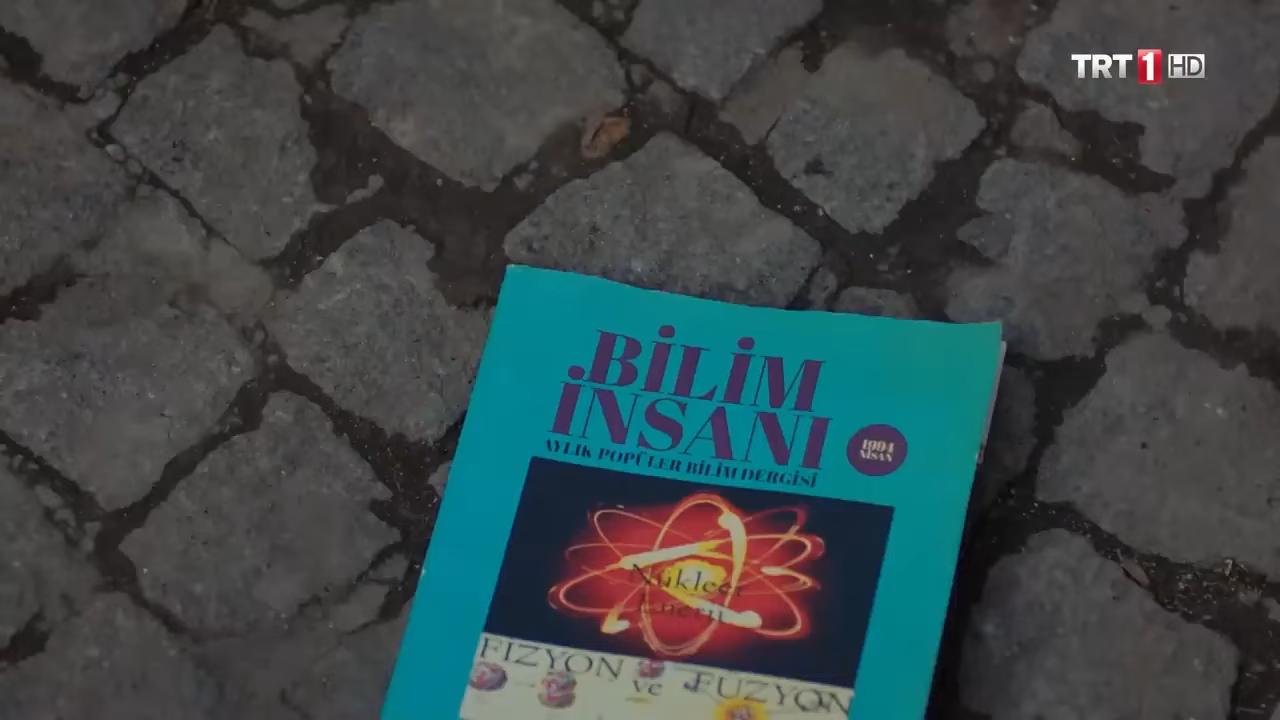 TRT 1 HD
BİLİM
İNSANI
AYLIK POPÜLER BİLİM DERGİSİ
1994
NİSAN
Nükleer
Enerji
FİZYON
ve FÜZYON